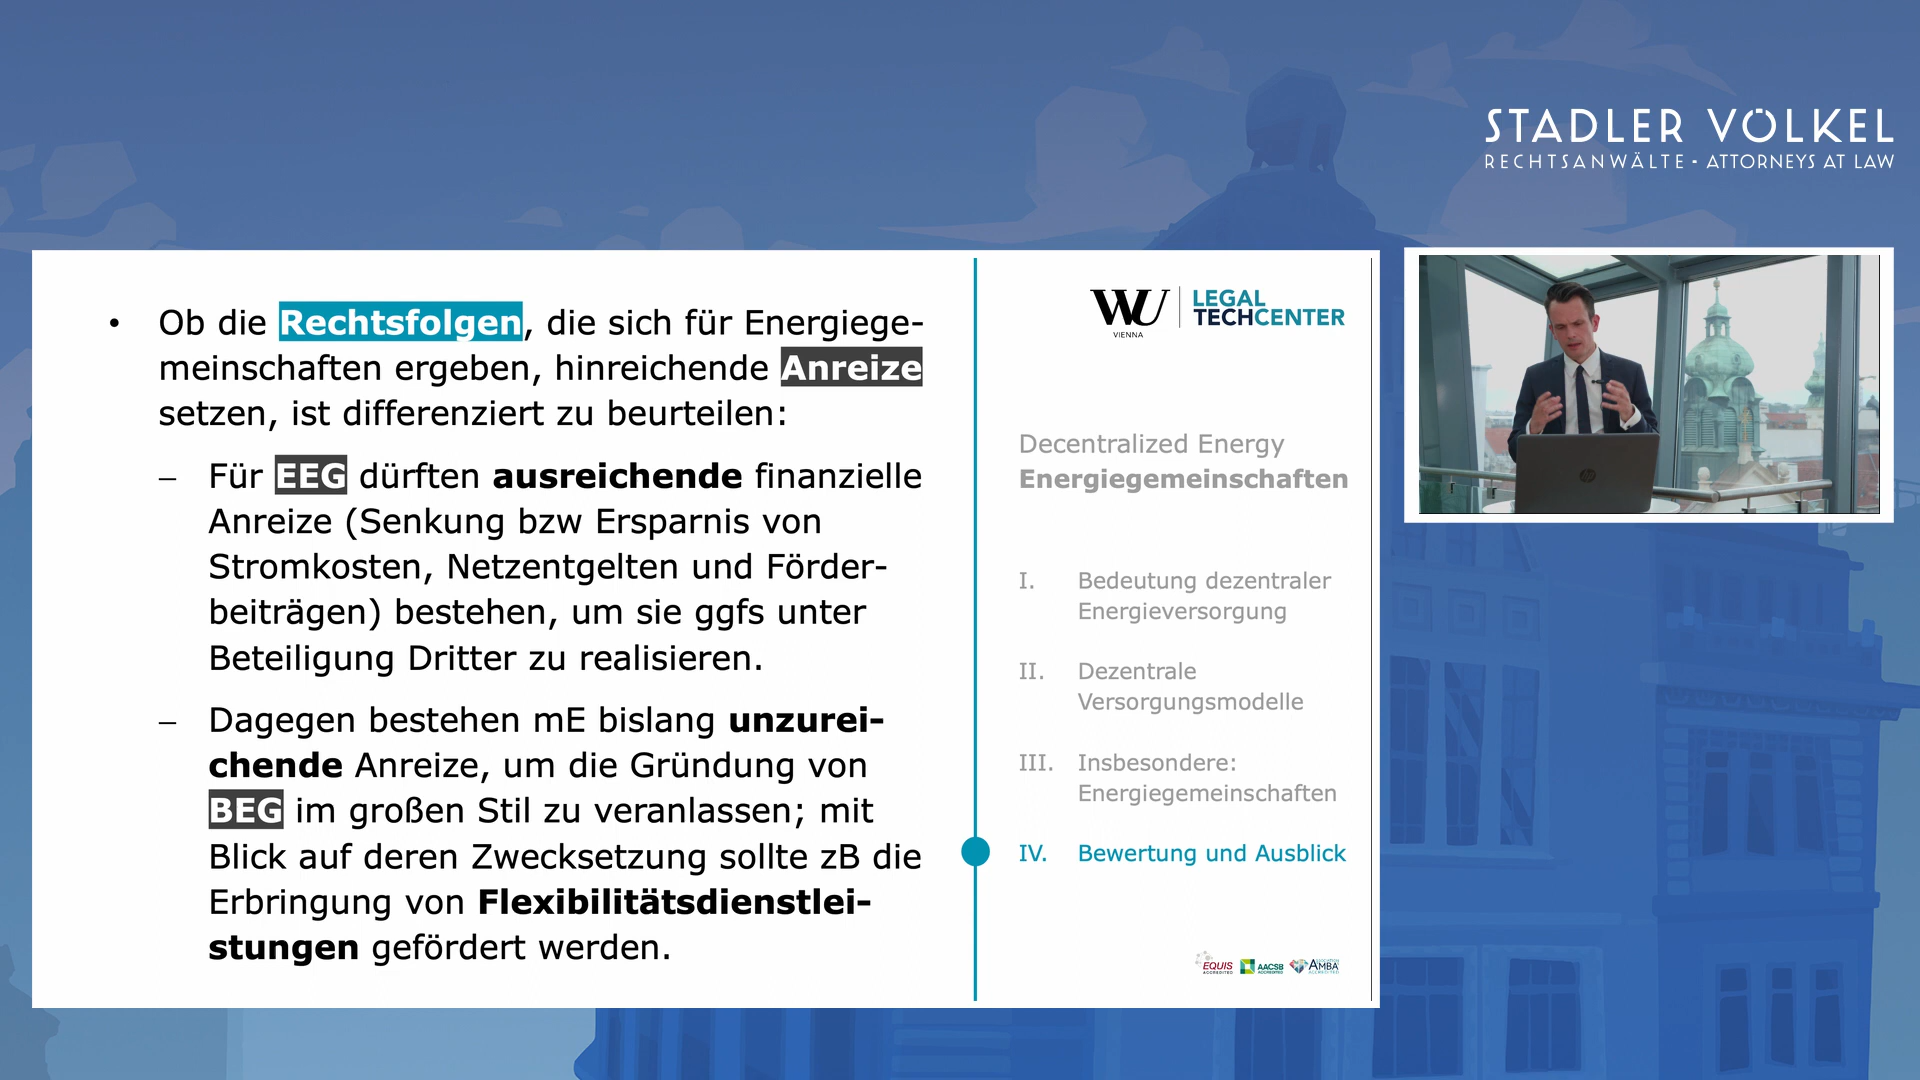 STADLER VÖLKEL
RECHTSANWÄLTE - ATTORNEYS AT LAW
• Ob die Rechtsfolgen, die sich für Energiege-
meinschaften ergeben, hinreichende Anreize
setzen, ist differenziert zu beurteilen:
– Für EEG dürften ausreichende finanzielle
Anreize (Senkung bzw Ersparnis von
Stromkosten, Netzentgelten und Förder-
beiträgen) bestehen, um sie ggfs unter
Beteiligung Dritter zu realisieren.
– Dagegen bestehen mE bislang unzurei-
chende Anreize, um die Gründung von
BEG im großen Stil zu veranlassen; mit
Blick auf deren Zwecksetzung sollte zB die
Erbringung von Flexibilitätsdienstlei-
stungen gefördert werden.
WU VIENNA
LEGAL
TECHCENTER
Decentralized Energy
Energiegemeinschaften
I. Bedeutung dezentraler
Energieversorgung
II. Dezentrale
Versorgungsmodelle
III. Insbesondere:
Energiegemeinschaften
IV. Bewertung und Ausblick
EQUIS
ACCREDITED
AACSB
ACCREDITED
AMBA
ACCREDITED
hp